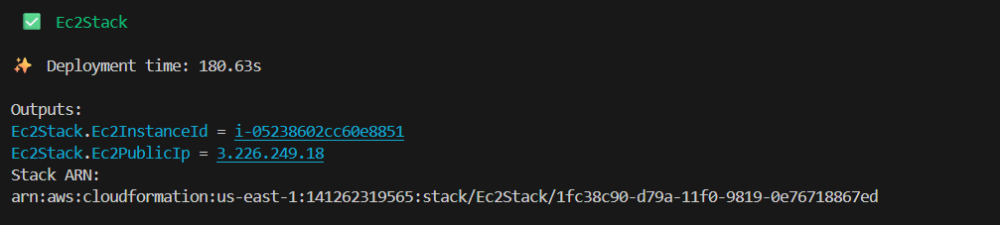 ✅ Ec2Stack
✨ Deployment time: 180.63s
Outputs:
Ec2Stack.Ec2InstanceId = i-05238602cc60e8851
Ec2Stack.Ec2PublicIp = 3.226.249.18
Stack ARN:
arn:aws:cloudformation:us-east-1:141262319565:stack/Ec2Stack/1fc38c90-d79a-11f0-9819-0e76718867ed